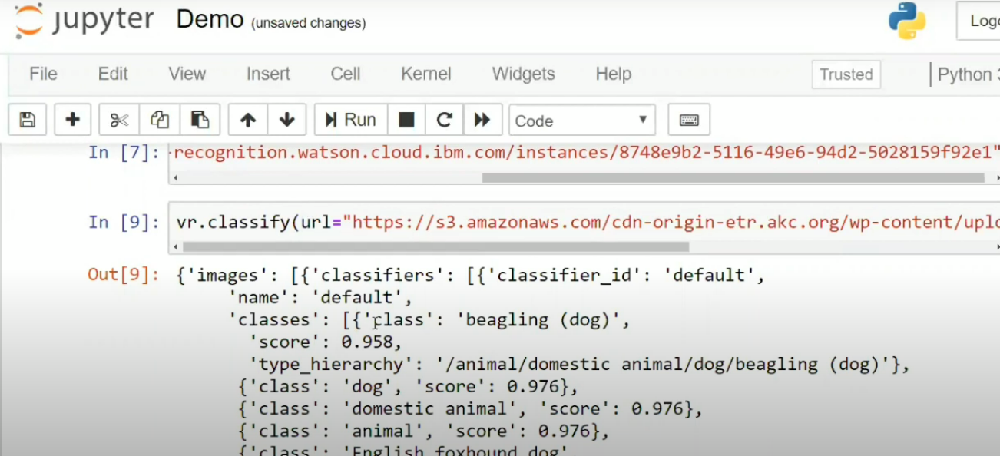 jupyter Demo (unsaved changes)
File Edit View Insert Cell Kernel Widgets Help Trusted Python
Run Code
In [7]: recognition.watson.cloud.ibm.com/instances/8748e9b2-5116-49e6-94d2-5028159f92e1"
In [9]: vr.classify(url="https://s3.amazonaws.com/cdn-origin-etr.akc.org/wp-content/uplo
Out[9]: {'images': [{'classifiers': [{'classifier_id': 'default',
'name': 'default',
'classes': [{'class': 'beagling (dog)',
'score': 0.958,
'type_hierarchy': '/animal/domestic animal/dog/beagling (dog)'},
{'class': 'dog', 'score': 0.976},
{'class': 'domestic animal', 'score': 0.976},
{'class': 'animal', 'score': 0.976},
{'class': 'English foxhound dog'